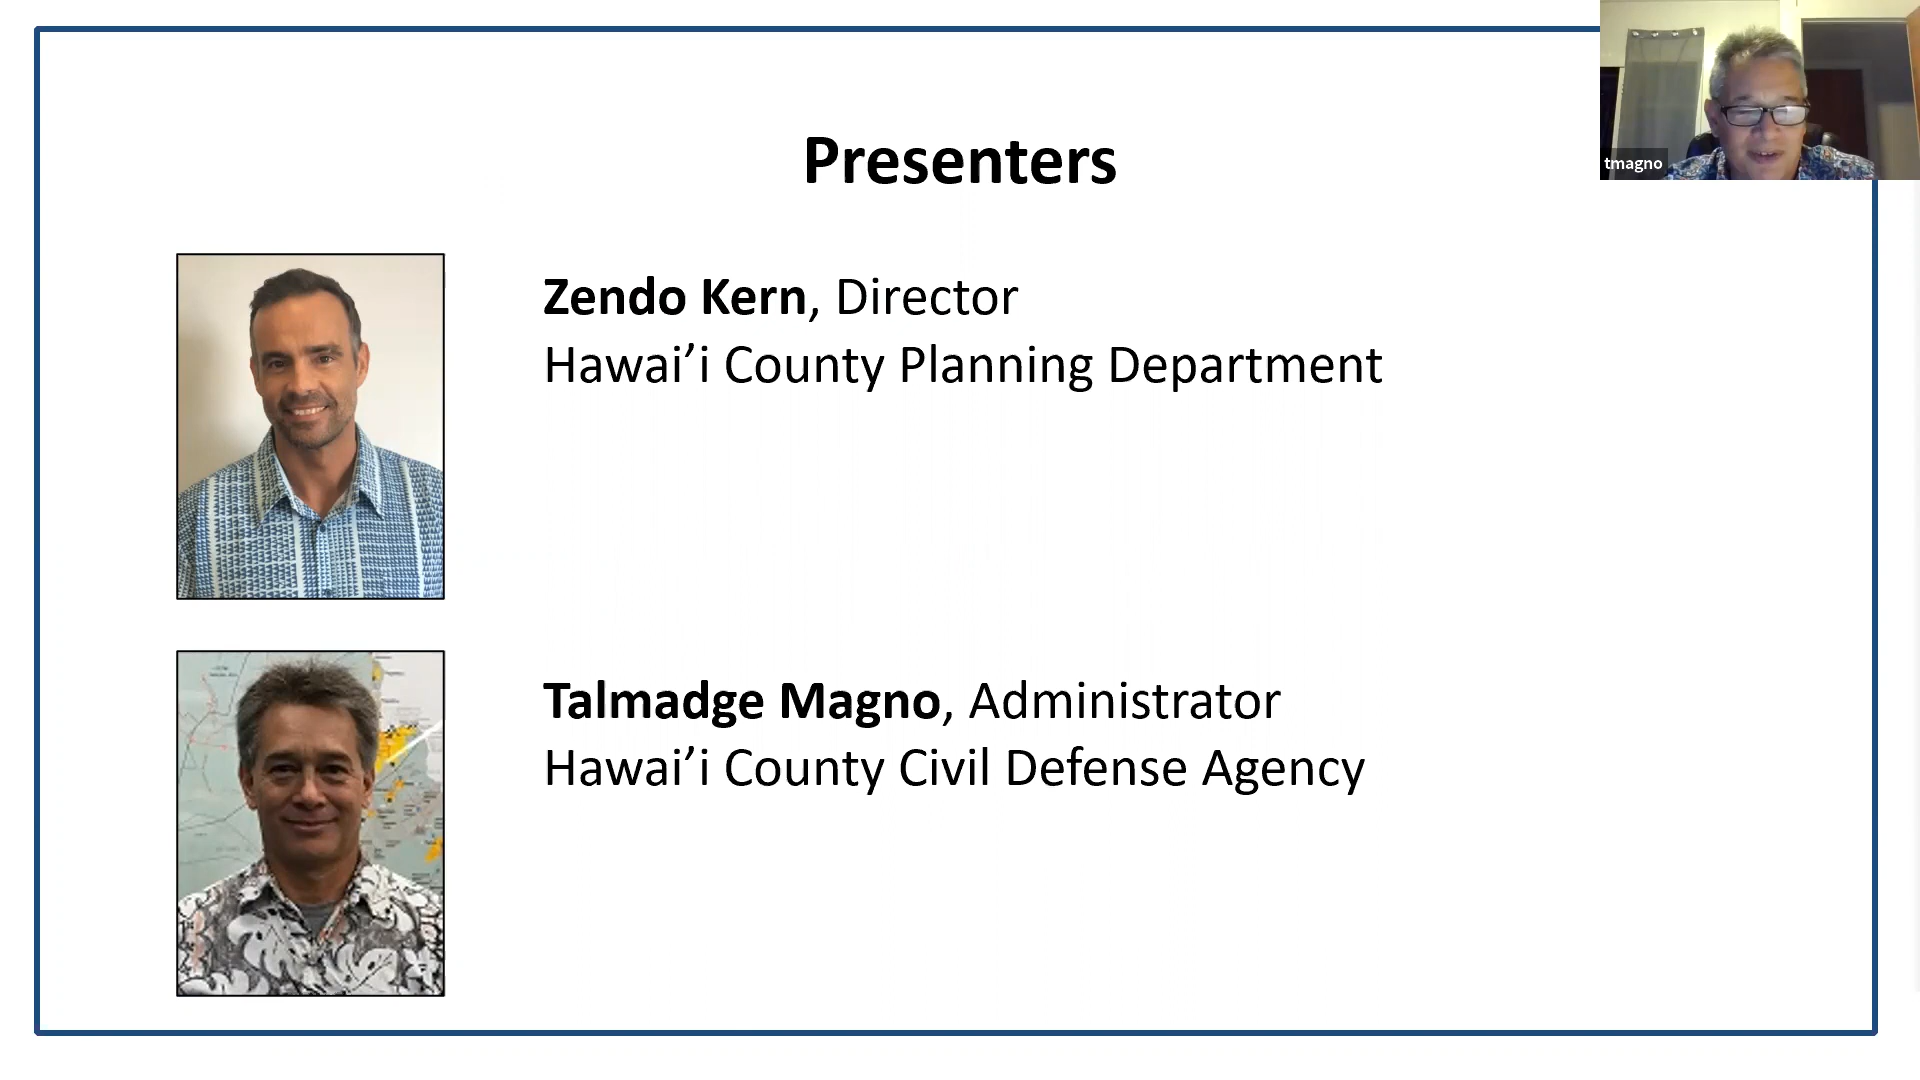 Presenters
tmagno
Zendo Kern, Director
Hawai’i County Planning Department
Talmadge Magno, Administrator
Hawai’i County Civil Defense Agency